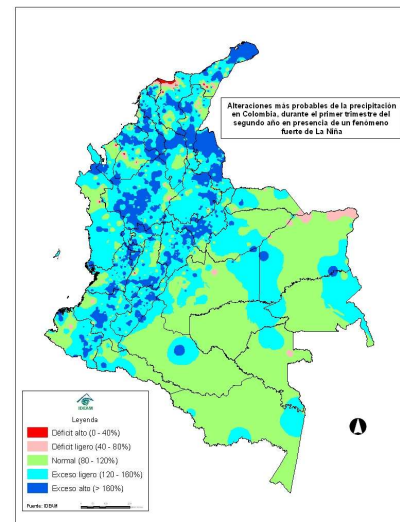 Alteraciones más probables de la precipitación
en Colombia, durante el primer trimestre del
segundo año en presencia de un fenómeno
fuerte de La Niña
IDEAM
Leyenda
Déficit alto (0 - 40%)
Déficit ligero (40 - 80%)
Normal (80 - 120%)
Exceso ligero (120 - 160%)
Exceso alto (> 160%)
Fuente: IDEAM